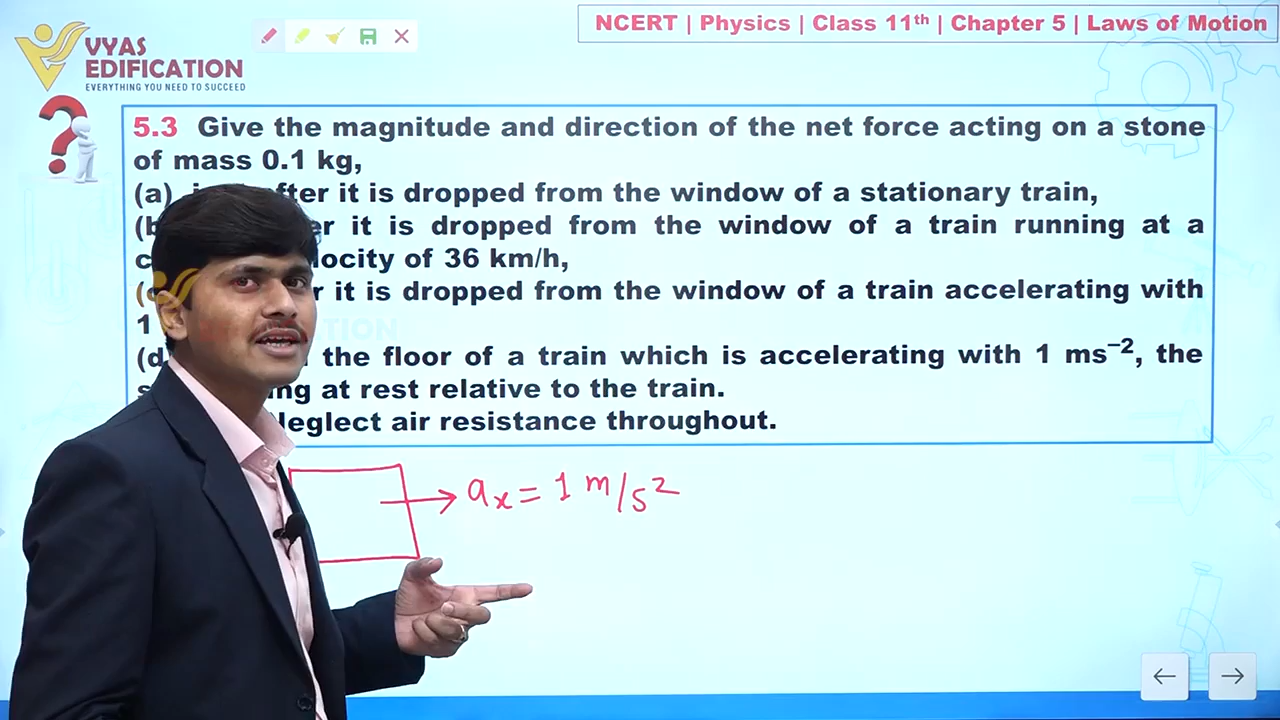 NCERT | Physics | Class 11th | Chapter 5 | Laws of Motion
VYAS
EDIFICATION
EVERYTHING YOU NEED TO SUCCEED
5.3 Give the magnitude and direction of the net force acting on a stone
of mass 0.1 kg,
(a) it is dropped from the window of a stationary train,
it is dropped from the window of a train running at a
of 36 km/h,
it is dropped from the window of a train accelerating with
1
the floor of a train which is accelerating with 1 ms⁻², the
at rest relative to the train.
Neglect air resistance throughout.
ax = 1 m/s²